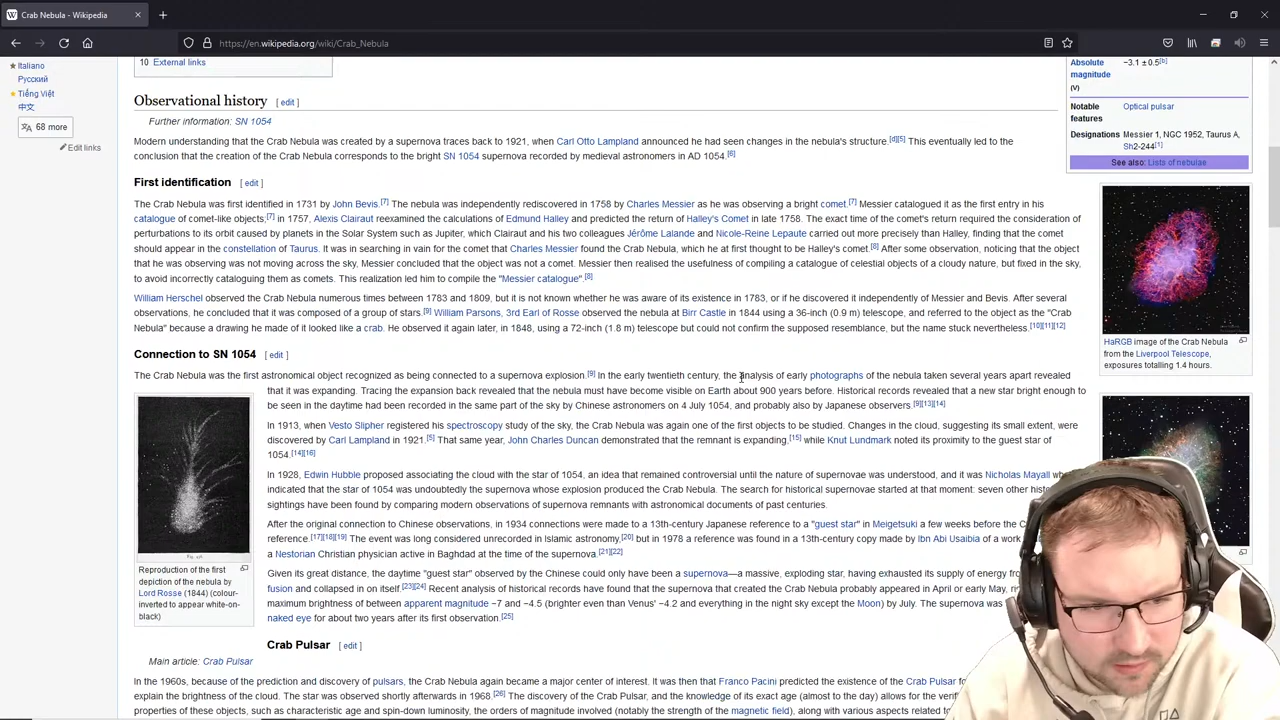 Crab Nebula - Wikipedia
https://en.wikipedia.org/wiki/Crab_Nebula
Italiano
Русский
Tiếng Việt
中文
68 more
Edit links
10 External links
Observational history [ edit ]
Further information: SN 1054
Modern understanding that the Crab Nebula was created by a supernova traces back to 1921, when Carl Otto Lampland announced he had seen changes in the nebula's structure.[d][5] This eventually led to the
conclusion that the creation of the Crab Nebula corresponds to the bright SN 1054 supernova recorded by medieval astronomers in AD 1054.[6]
First identification [ edit ]
The Crab Nebula was first identified in 1731 by John Bevis.[7] The nebula was independently rediscovered in 1758 by Charles Messier as he was observing a bright comet.[7] Messier catalogued it as the first entry in his
catalogue of comet-like objects;[7] in 1757, Alexis Clairaut reexamined the calculations of Edmund Halley and predicted the return of Halley's Comet in late 1758. The exact time of the comet's return required the consideration of
perturbations to its orbit caused by planets in the Solar System such as Jupiter, which Clairaut and his two colleagues Jérôme Lalande and Nicole-Reine Lepaute carried out more precisely than Halley, finding that the comet
should appear in the constellation of Taurus. It was in searching in vain for the comet that Charles Messier found the Crab Nebula, which he at first thought to be Halley's comet.[8] After some observation, noticing that the object
that he was observing was not moving across the sky, Messier concluded that the object was not a comet. Messier then realised the usefulness of compiling a catalogue of celestial objects of a cloudy nature, but fixed in the sky,
to avoid incorrectly cataloguing them as comets. This realization led him to compile the "Messier catalogue".[8]
William Herschel observed the Crab Nebula numerous times between 1783 and 1809, but it is not known whether he was aware of its existence in 1783, or if he discovered it independently of Messier and Bevis. After several
observations, he concluded that it was composed of a group of stars.[9] William Parsons, 3rd Earl of Rosse observed the nebula at Birr Castle in 1844 using a 36-inch (0.9 m) telescope, and referred to the object as the "Crab
Nebula" because a drawing he made of it looked like a crab. He observed it again later, in 1848, using a 72-inch (1.8 m) telescope but could not confirm the supposed resemblance, but the name stuck nevertheless.[10][11][12]
Connection to SN 1054 [ edit ]
The Crab Nebula was the first astronomical object recognized as being connected to a supernova explosion.[9] In the early twentieth century, the analysis of early photographs of the nebula taken several years apart revealed
that it was expanding. Tracing the expansion back revealed that the nebula must have become visible on Earth about 900 years before. Historical records revealed that a new star bright enough to
be seen in the daytime had been recorded in the same part of the sky by Chinese astronomers on 4 July 1054, and probably also by Japanese observers.[9][13][14]
In 1913, when Vesto Slipher registered his spectroscopy study of the sky, the Crab Nebula was again one of the first objects to be studied. Changes in the cloud, suggesting its small extent, were
discovered by Carl Lampland in 1921.[5] That same year, John Charles Duncan demonstrated that the remnant is expanding,[15] while Knut Lundmark noted its proximity to the guest star of
1054.[14][16]
In 1928, Edwin Hubble proposed associating the cloud with the star of 1054, an idea that remained controversial until the nature of supernovae was understood, and it was Nicholas Mayall
indicated that the star of 1054 was undoubtedly the supernova whose explosion produced the Crab Nebula. The search for historical supernovae started at that moment: seven other
sightings have been found by comparing modern observations of supernova remnants with astronomical documents of past centuries.
After the original connection to Chinese observations, in 1934 connections were made to a 13th-century Japanese reference to a "guest star" in Meigetsuki a few weeks before the
reference.[17][18][19] The event was long considered unrecorded in Islamic astronomy,[20] but in 1978 a reference was found in a 13th-century copy made by Ibn Abi Usaibia of a work
a Nestorian Christian physician active in Baghdad at the time of the supernova.[21][22]
Given its great distance, the daytime "guest star" observed by the Chinese could only have been a supernova—a massive, exploding star, having exhausted its supply of energy
fusion and collapsed in on itself.[23][24] Recent analysis of historical records have found that the supernova that created the Crab Nebula probably appeared in April or early May,
maximum brightness of between apparent magnitude −7 and −4.5 (brighter even than Venus' −4.2 and everything in the night sky except the Moon) by July. The supernova was
naked eye for about two years after its first observation.[25]
Fig. 
Reproduction of the first
depiction of the nebula by
Lord Rosse (1844) (colour-
inverted to appear white-on-
black)
Crab Pulsar [ edit ]
Main article: Crab Pulsar
In the 1960s, because of the prediction and discovery of pulsars, the Crab Nebula again became a major center of interest. It was then that Franco Pacini predicted the existence of the Crab Pulsar
explain the brightness of the cloud. The star was observed shortly afterwards in 1968.[26] The discovery of the Crab Pulsar, and the knowledge of its exact age (almost to the day) allows for the
properties of these objects, such as characteristic age and spin-down luminosity, the orders of magnitude involved (notably the strength of the magnetic field), along with various aspects related
Absolute
magnitude
(V)
−3.1 ± 0.5[b]
Notable
features
Optical pulsar
Designations
Messier 1, NGC 1952, Taurus A,
Sh2-244[1]
See also: Lists of nebulae
HaRGB image of the Crab Nebula
from the Liverpool Telescope,
exposures totalling 1.4 hours.